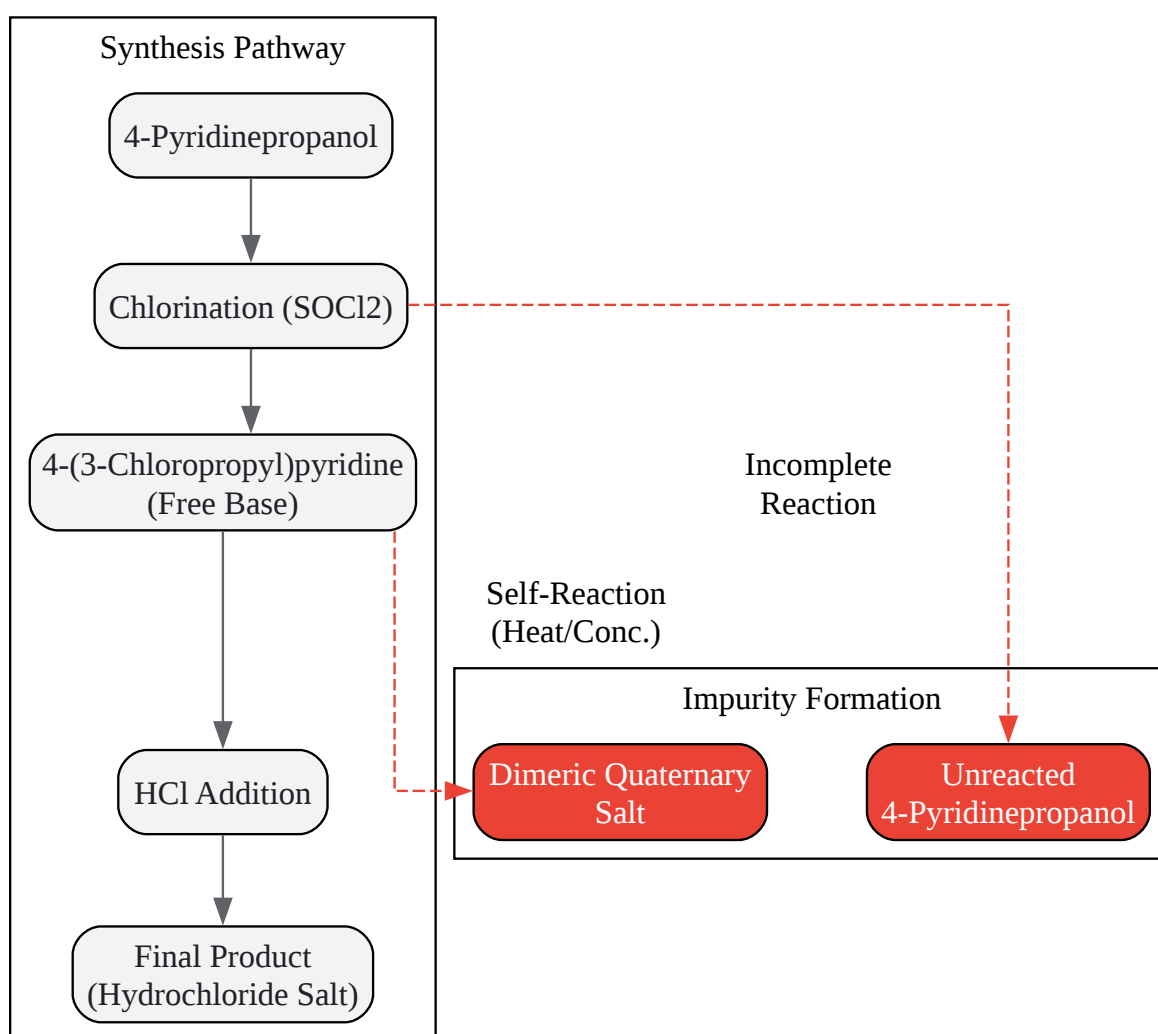 Synthesis Pathway
4-Pyridinepropanol
Chlorination (SOCl2)
4-(3-Chloropropyl)pyridine
(Free Base)
Incomplete
Reaction
Self-Reaction
(Heat/Conc.)
Impurity Formation
Dimeric Quaternary
Salt
Unreacted
4-Pyridinepropanol
HCl Addition
Final Product
(Hydrochloride Salt)